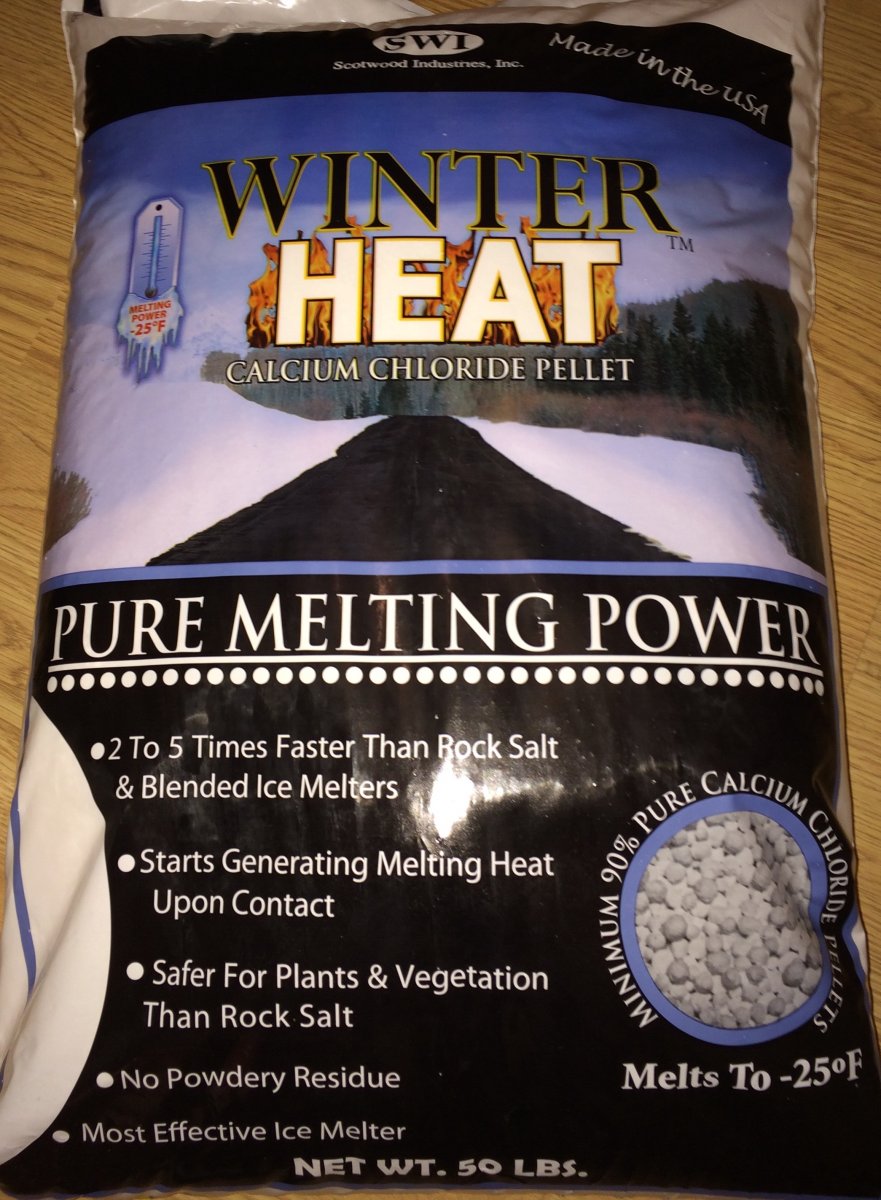 SWI
Scotwood Industries, Inc.
Made in the USA
WINTER
HEAT™
CALCIUM CHLORIDE PELLET
MELTING
POWER
-25°F
PURE MELTING POWER
•2 To 5 Times Faster Than Rock Salt
& Blended Ice Melters
•Starts Generating Melting Heat
Upon Contact
• Safer For Plants & Vegetation
Than Rock Salt
• No Powdery Residue
• Most Effective Ice Melter
MINIMUM 90% PURE CALCIUM CHLORIDE PELLETS
Melts To -25°F
NET WT. 50 LBS.